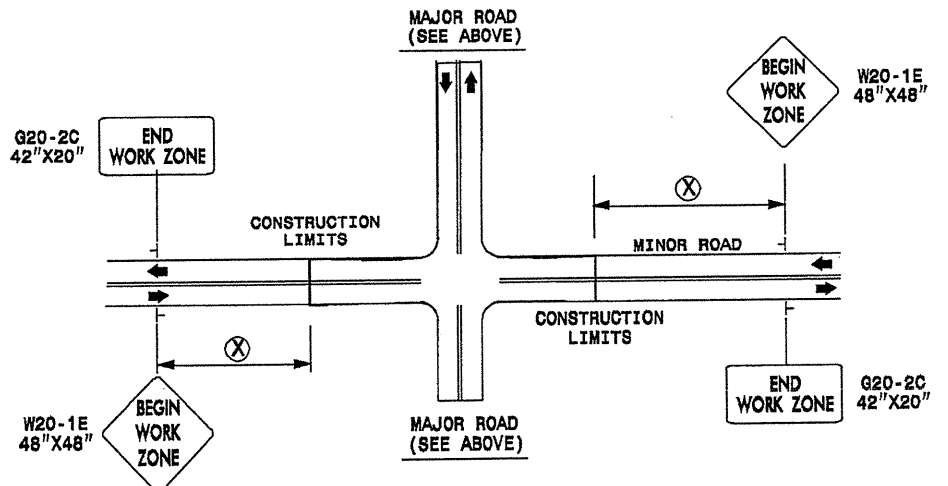 MAJOR ROAD
(SEE ABOVE)
BEGIN
WORK
ZONE
W20-1E
48"X48"
G20-2C
42"X20"
END
WORK ZONE
X
CONSTRUCTION
LIMITS
MINOR ROAD
CONSTRUCTION
LIMITS
X
W20-1E
48"X48"
BEGIN
WORK
ZONE
MAJOR ROAD
(SEE ABOVE)
END
WORK ZONE
G20-2C
42"X20"